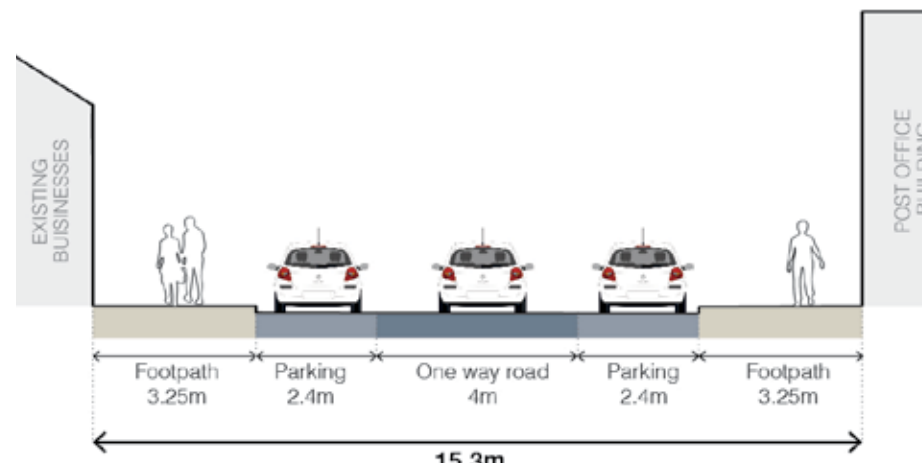 EXISTING
BUISINESSES
POST OFFICE
BUILDING
Footpath
3.25m
Parking
2.4m
One way road
4m
Parking
2.4m
Footpath
3.25m
15.3m